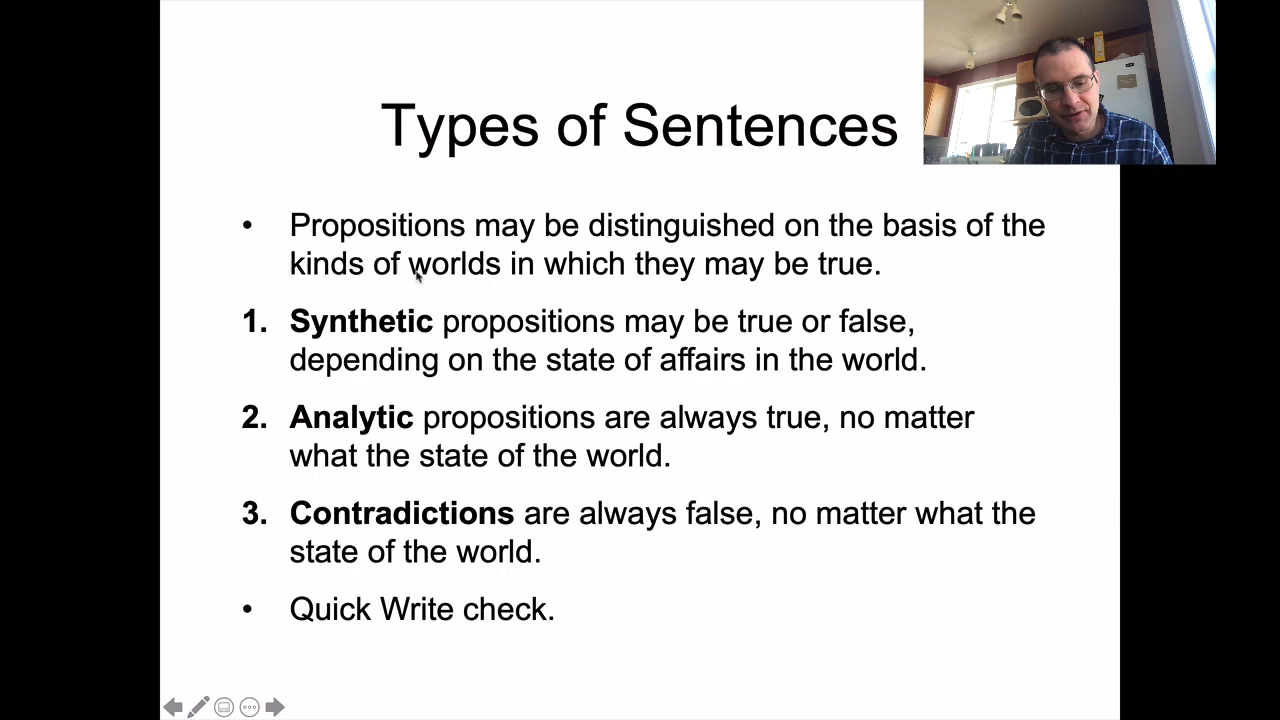 Types of Sentences
• Propositions may be distinguished on the basis of the
kinds of worlds in which they may be true.
1. Synthetic propositions may be true or false,
depending on the state of affairs in the world.
2. Analytic propositions are always true, no matter
what the state of the world.
3. Contradictions are always false, no matter what the
state of the world.
• Quick Write check.